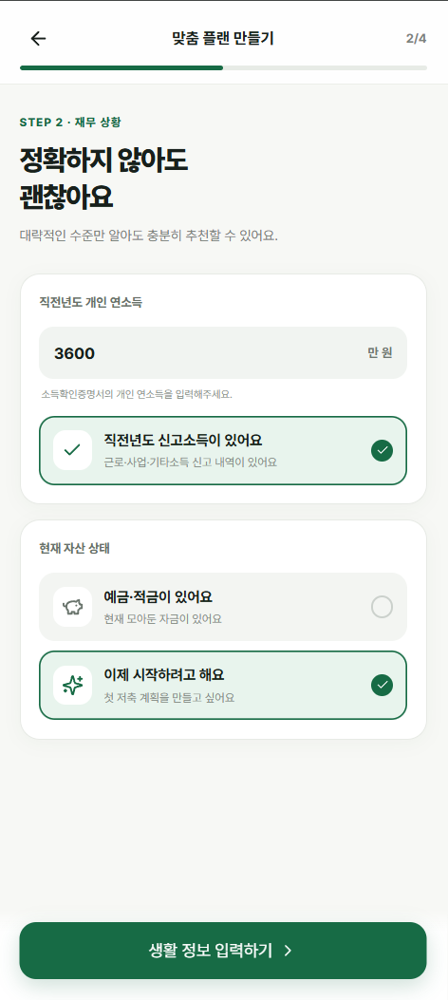 맞춤 플랜 만들기
2/4
STEP 2 · 재무 상황
정확하지 않아도
괜찮아요
대략적인 수준만 알아도 충분히 추천할 수 있어요.
직전년도 개인 연소득
3600
만 원
소득확인증명서의 개인 연소득을 입력해주세요.
직전년도 신고소득이 있어요
근로·사업·기타소득 신고 내역이 있어요
현재 자산 상태
예금·적금이 있어요
현재 모아둔 자금이 있어요
이제 시작하려고 해요
첫 저축 계획을 만들고 싶어요
생활 정보 입력하기